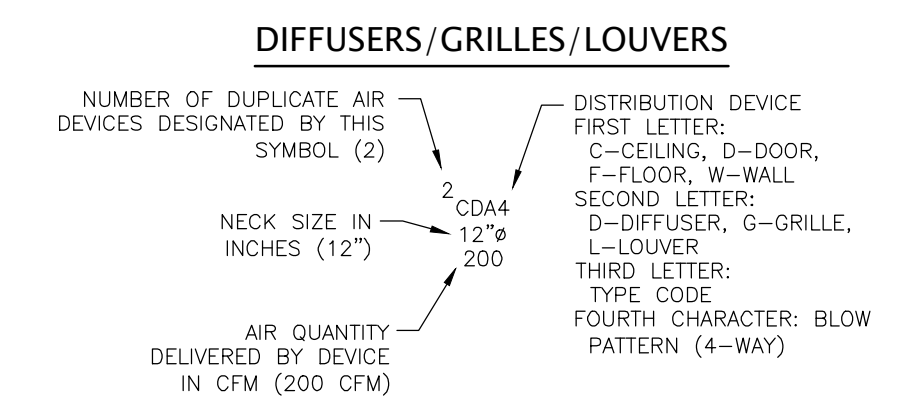 DIFFUSERS/GRILLES/LOUVERS
NUMBER OF DUPLICATE AIR
DEVICES DESIGNATED BY THIS
SYMBOL (2)
NECK SIZE IN
INCHES (12")
AIR QUANTITY
DELIVERED BY DEVICE
IN CFM (200 CFM)
2
CDA4
12"ø
200
DISTRIBUTION DEVICE
FIRST LETTER:
C-CEILING, D-DOOR,
F-FLOOR, W-WALL
SECOND LETTER:
D-DIFFUSER, G-GRILLE,
L-LOUVER
THIRD LETTER:
TYPE CODE
FOURTH CHARACTER: BLOW
PATTERN (4-WAY)